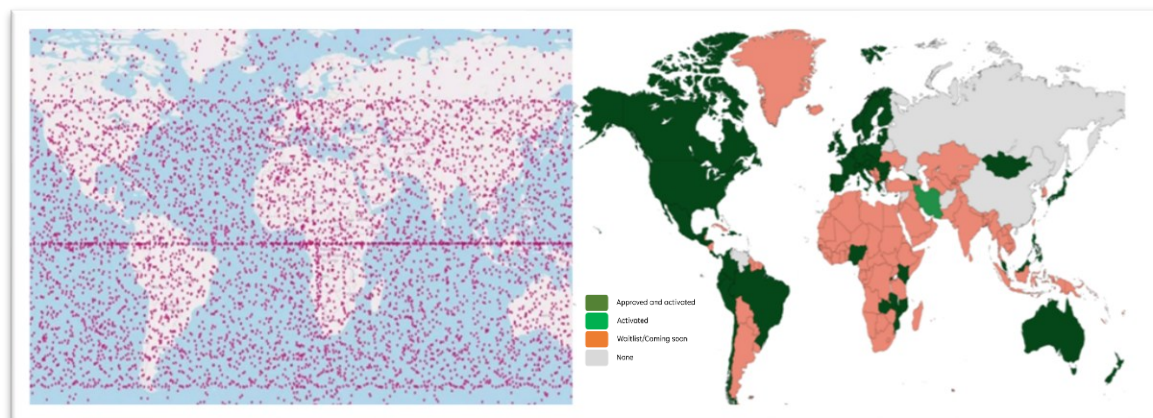 Approved and activated
Activated
Waitlist/Coming soon
None